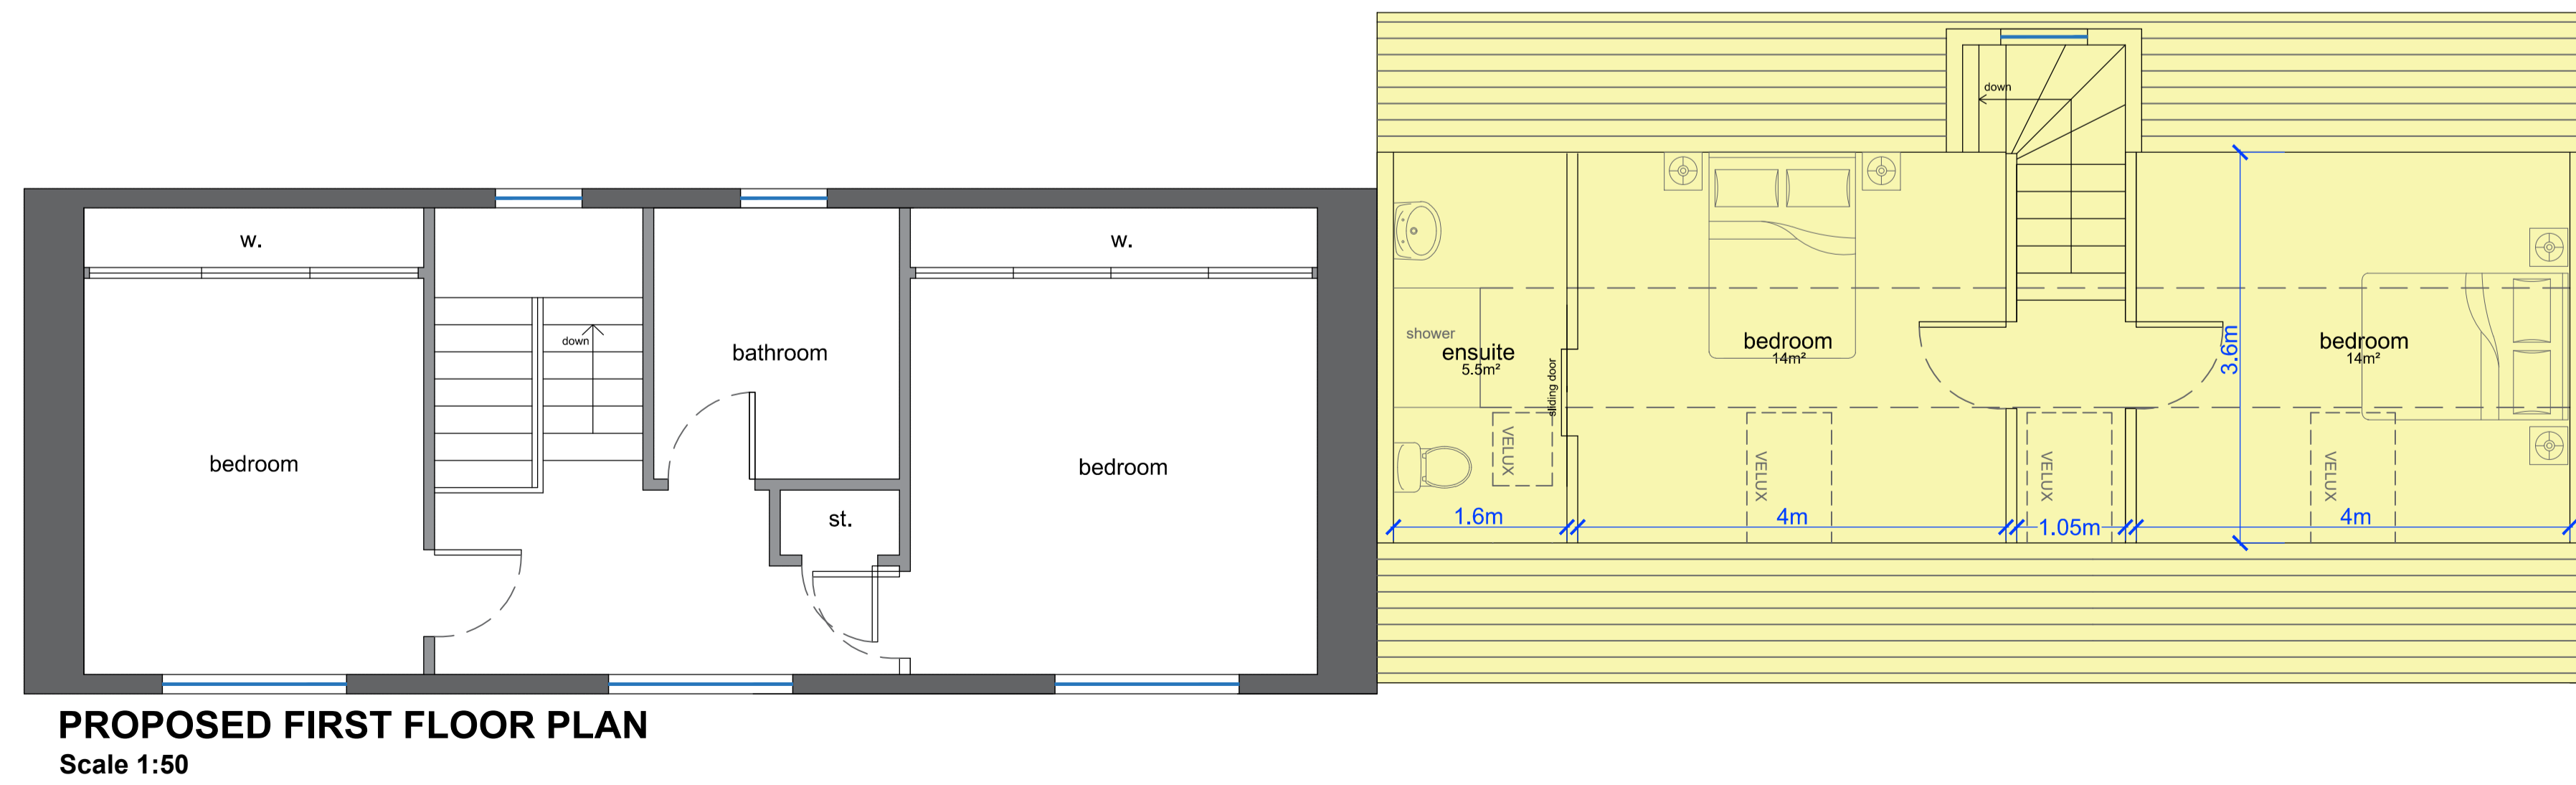 down
w.
w.
down
bathroom
shower
ensuite
5.5m²
sliding door
bedroom
14m²
3.6m
bedroom
14m²
bedroom
bedroom
VELUX
VELUX
VELUX
VELUX
st.
1.6m
4m
1.05m
4m
PROPOSED FIRST FLOOR PLAN
Scale 1:50